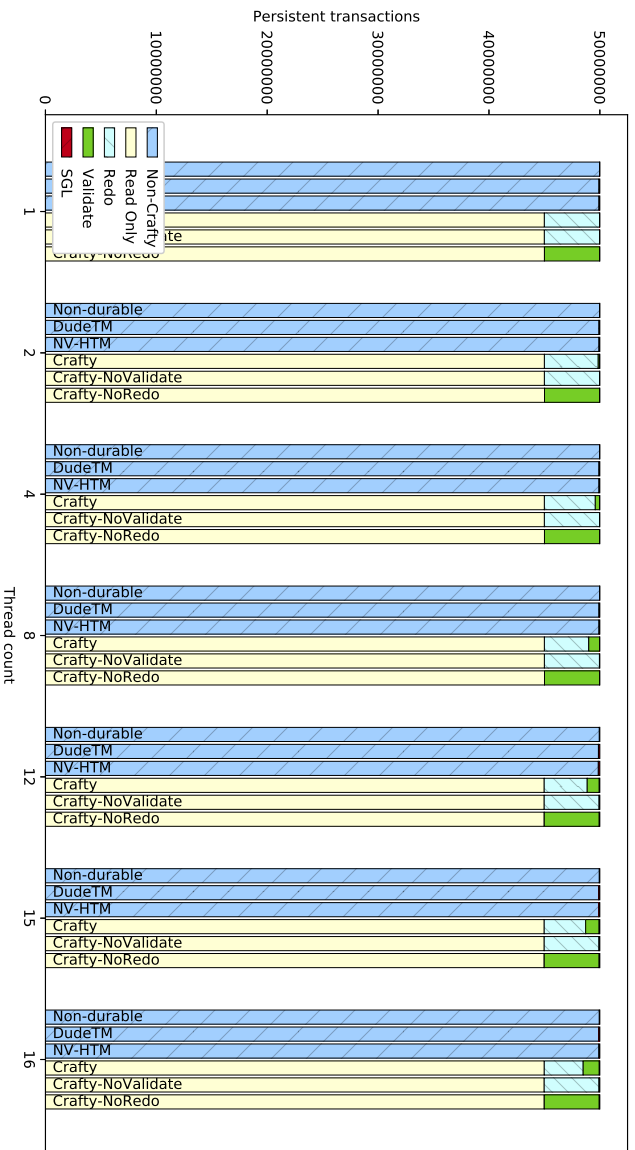 Persistent transactions
0
10000000
20000000
30000000
40000000
50000000
Non-Crafty
Read Only
Redo
Validate
SGL
Crafty-NoRedo
1
Non-durable
DudeTM
NV-HTM
Crafty
Crafty-NoValidate
Crafty-NoRedo
2
Non-durable
DudeTM
NV-HTM
Crafty
Crafty-NoValidate
Crafty-NoRedo
4
Non-durable
DudeTM
NV-HTM
Crafty
Crafty-NoValidate
Crafty-NoRedo
8
Non-durable
DudeTM
NV-HTM
Crafty
Crafty-NoValidate
Crafty-NoRedo
12
Non-durable
DudeTM
NV-HTM
Crafty
Crafty-NoValidate
Crafty-NoRedo
15
Non-durable
DudeTM
NV-HTM
Crafty
Crafty-NoValidate
Crafty-NoRedo
16
Thread count